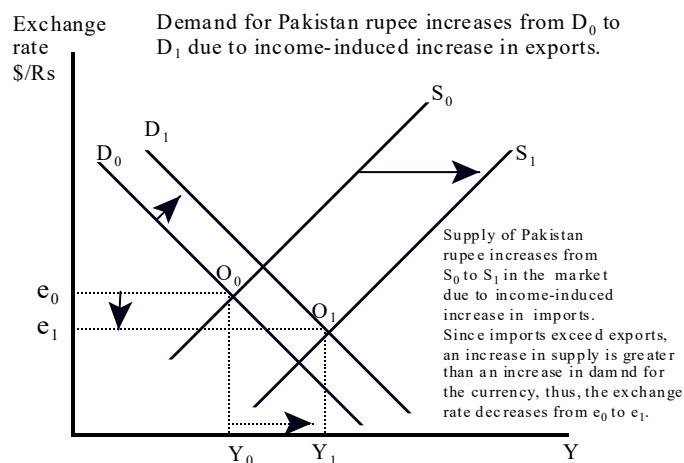 Exchange
rate
$/Rs
Demand for Pakistan rupee increases from D0 to
D1 due to income-induced increase in exports.
S0
D1
D0
S1
Supply of Pakistan
rupee increases from
S0 to S1 in the market
due to income-induced
increase in imports.
Since imports exceed exports,
an increase in supply is greater
than an increase in damnd for
the currency, thus, the exchange
rate decreases from e0 to e1.
O0
e0
O1
e1
Y0
Y1
Y